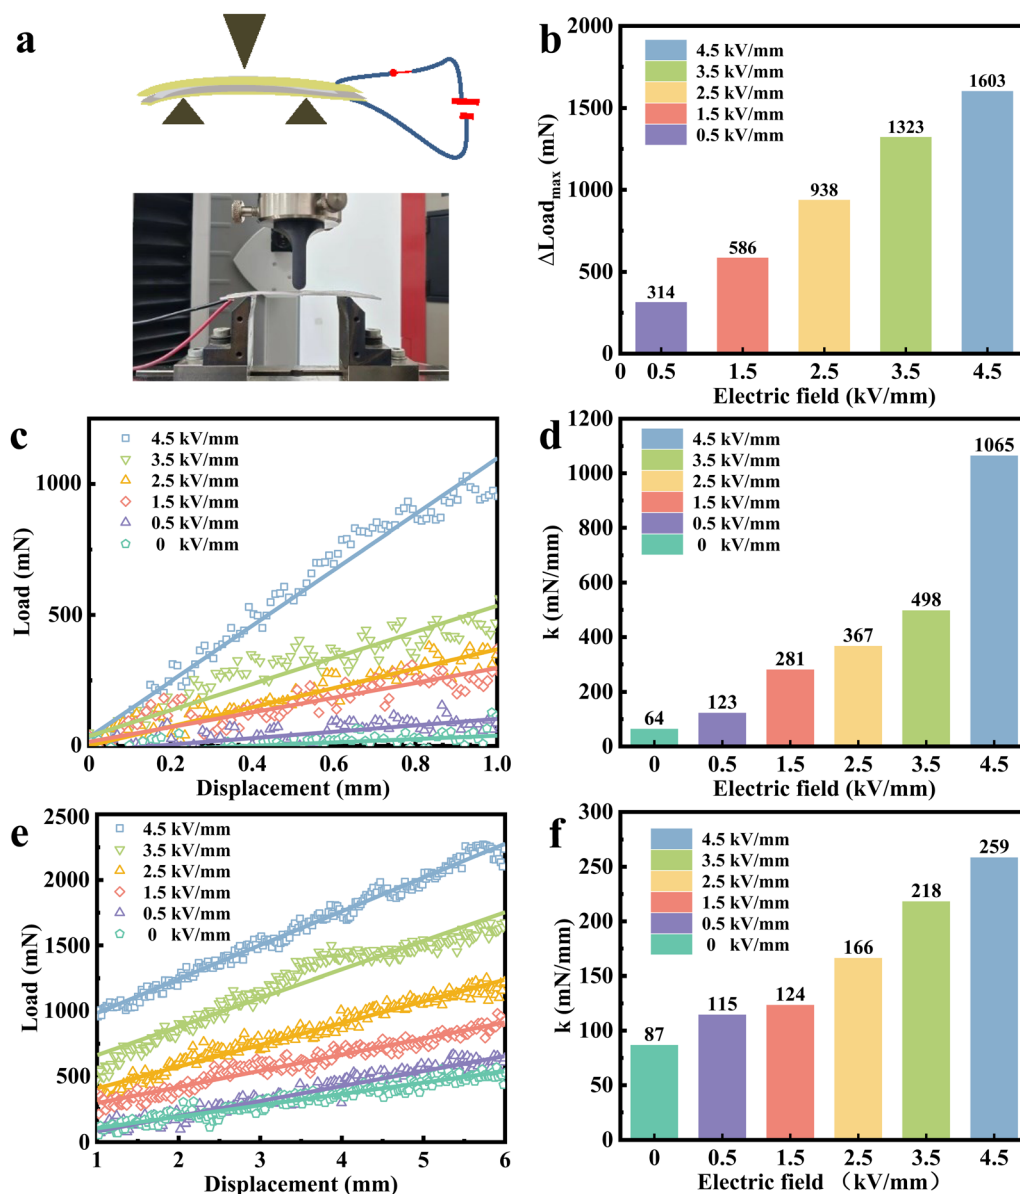 a
b
2000
1500
1000
500
0
ΔLoadmax (mN)
4.5 kV/mm
3.5 kV/mm
2.5 kV/mm
1.5 kV/mm
0.5 kV/mm
314
586
938
1323
1603
0 0.5 1.5 2.5 3.5 4.5
Electric field (kV/mm)
c
4.5 kV/mm
3.5 kV/mm
2.5 kV/mm
1.5 kV/mm
0.5 kV/mm
0 kV/mm
1000
500
0
Load (mN)
0 0.2 0.4 0.6 0.8 1.0
Displacement (mm)
d
1200
1000
800
600
400
200
0
k (mN/mm)
4.5 kV/mm
3.5 kV/mm
2.5 kV/mm
1.5 kV/mm
0.5 kV/mm
0 kV/mm
64
123
281
367
498
1065
0 0.5 1.5 2.5 3.5 4.5
Electric field (kV/mm)
e
2500
2000
1500
1000
500
0
Load (mN)
4.5 kV/mm
3.5 kV/mm
2.5 kV/mm
1.5 kV/mm
0.5 kV/mm
0 kV/mm
1 2 3 4 5 6
Displacement (mm)
f
300
250
200
150
100
50
0
k (mN/mm)
4.5 kV/mm
3.5 kV/mm
2.5 kV/mm
1.5 kV/mm
0.5 kV/mm
0 kV/mm
87
115
124
166
218
259
0 0.5 1.5 2.5 3.5 4.5
Electric field （kV/mm）